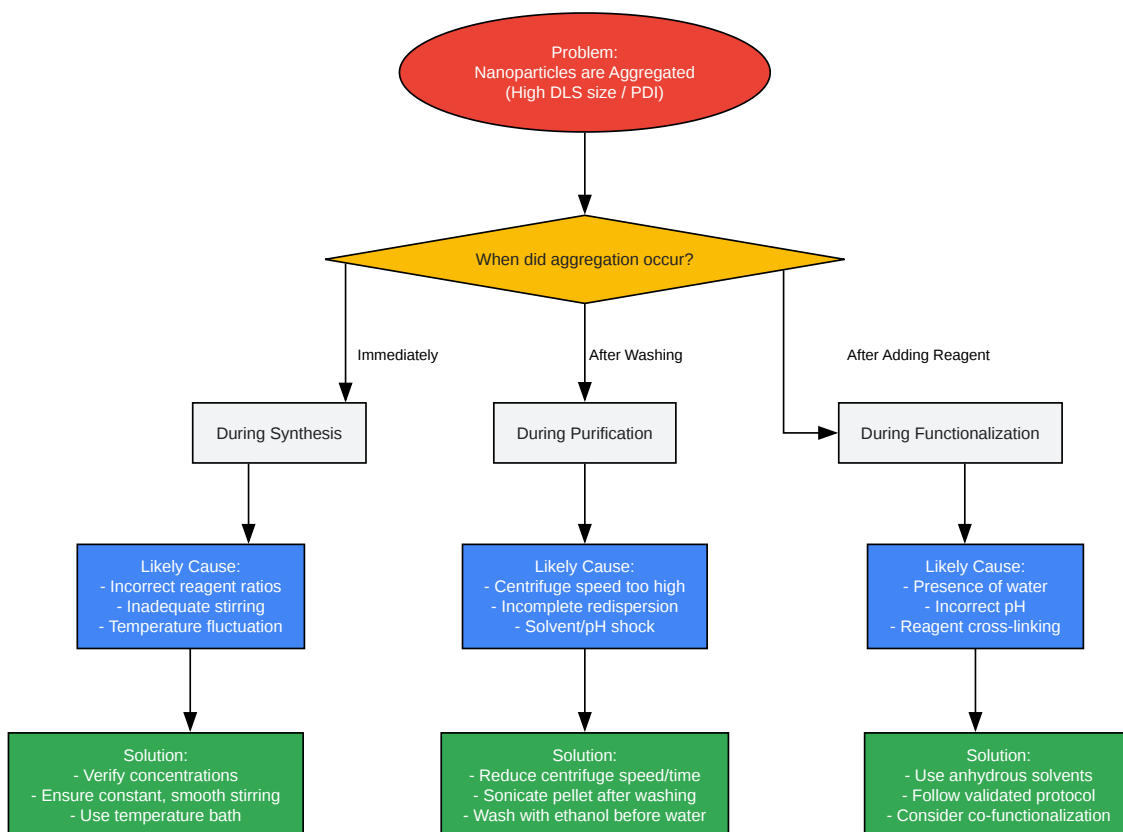 Problem:
Nanoparticles are Aggregated
(High DLS size / PDI)
When did aggregation occur?
Immediately
After Washing
After Adding Reagent
During Synthesis
During Purification
During Functionalization
Likely Cause:
- Incorrect reagent ratios
- Inadequate stirring
- Temperature fluctuation
Likely Cause:
- Centrifuge speed too high
- Incomplete redispersion
- Solvent/pH shock
Likely Cause:
- Presence of water
- Incorrect pH
- Reagent cross-linking
Solution:
- Verify concentrations
- Ensure constant, smooth stirring
- Use temperature bath
Solution:
- Reduce centrifuge speed/time
- Sonicate pellet after washing
- Wash with ethanol before water
Solution:
- Use anhydrous solvents
- Follow validated protocol
- Consider co-functionalization